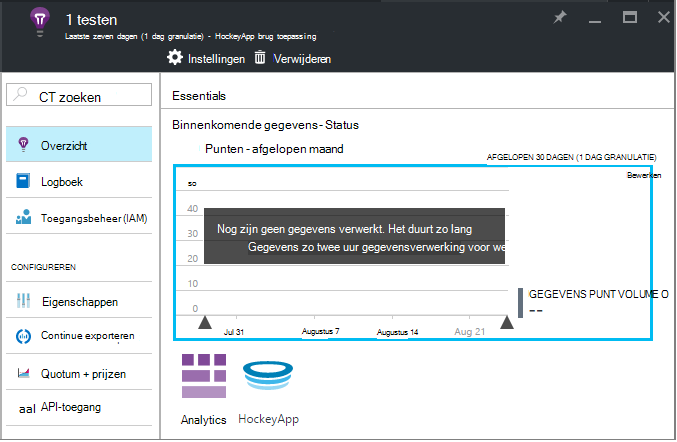 1 testen
Laatste zeven dagen (1 dag granulatie) - HockeyApp brug toepassing
Instellingen Verwijderen
CT zoeken
Overzicht
Logboek
Toegangsbeheer (IAM)
CONFIGUREREN
Eigenschappen
Continue exporteren
Quotum + prijzen
aal API-toegang
Essentials
Binnenkomende gegevens - Status
Punten - afgelopen maand
AFGELOPEN 30 DAGEN (1 DAG GRANULATIE)
Bewerken
so
40
30
20
10
0
Nog zijn geen gegevens verwerkt. Het duurt zo lang
Gegevens zo twee uur gegevensverwerking voor we
Jul 31 Augustus 7 Augustus 14 Aug 21
GEGEVENS PUNT VOLUME O
--
Analytics HockeyApp